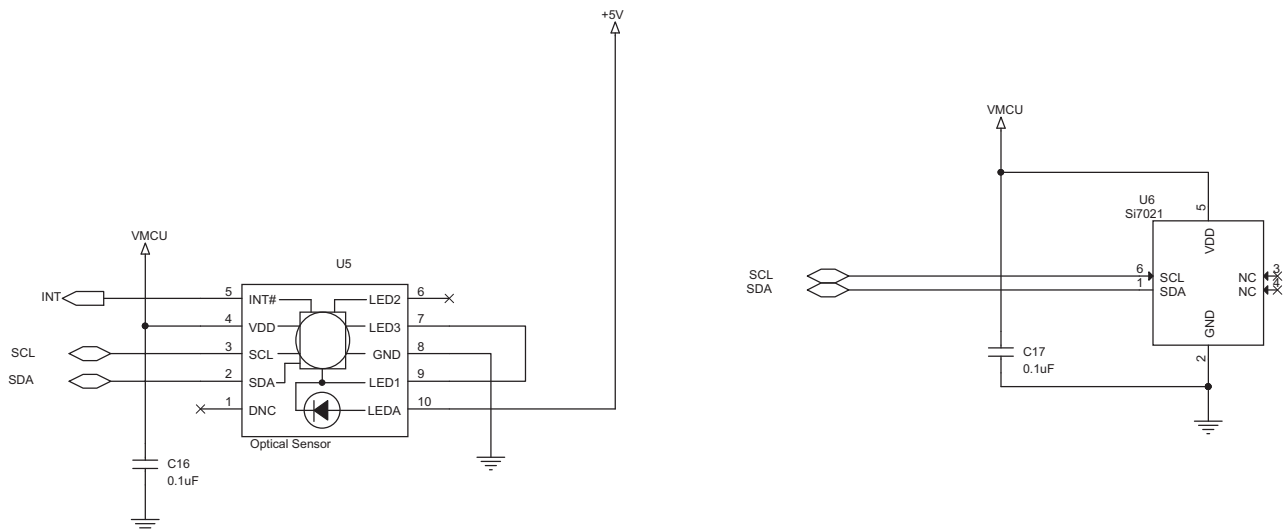 +5V
VMCU
U5
INT
5
INT#
LED2
6
4
VDD
LED3
7
SCL
3
SCL
GND
8
SDA
2
SDA
LED1
9
1
DNC
LEDA
10
Optical Sensor
C16
0.1uF
VMCU
U6
Si7021
5
VDD
SCL
6
SCL
NC
3
SDA
1
SDA
NC
4
GND
2
C17
0.1uF